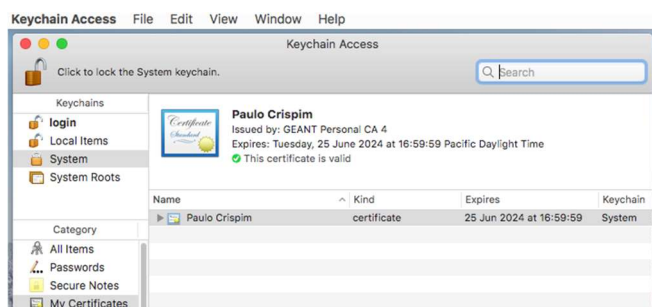 Keychain Access File Edit View Window Help
Keychain Access
Click to lock the System keychain.
Search
Keychains
login
Local Items
System
System Roots
Certificate
Standard
Paulo Crispim
Issued by: GEANT Personal CA 4
Expires: Tuesday, 25 June 2024 at 16:59:59 Pacific Daylight Time
This certificate is valid
Name Kind Expires Keychain
Paulo Crispim certificate 25 Jun 2024 at 16:59:59 System
Category
All Items
Passwords
Secure Notes
My Certificates